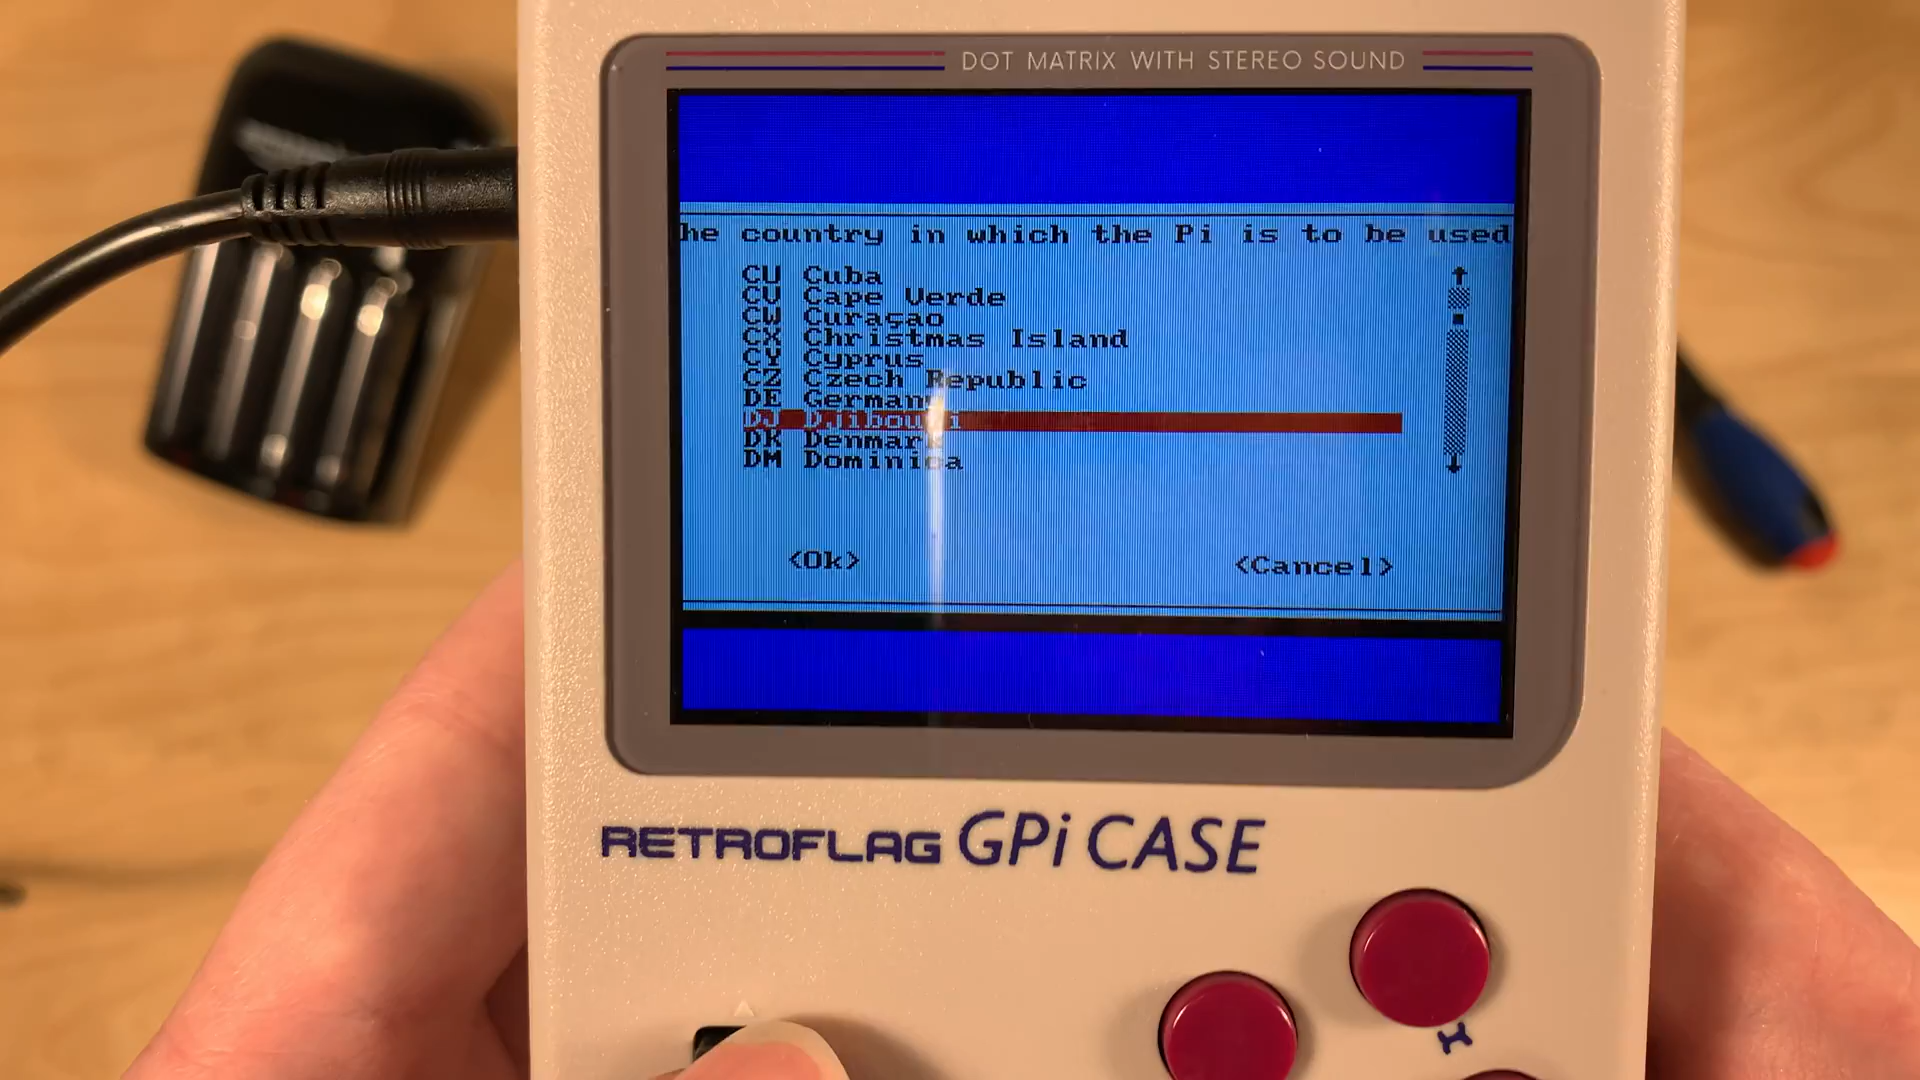 DOT MATRIX WITH STEREO SOUND
he country in which the Pi is to be used
CU Cuba
CV Cape Verde
CW Curaçao
CX Christmas Island
CY Cyprus
CZ Czech Republic
DE Germany
DJ Djibouti
DK Denmark
DM Dominica
<Ok> <Cancel>
RETROFLAG GPi CASE
X